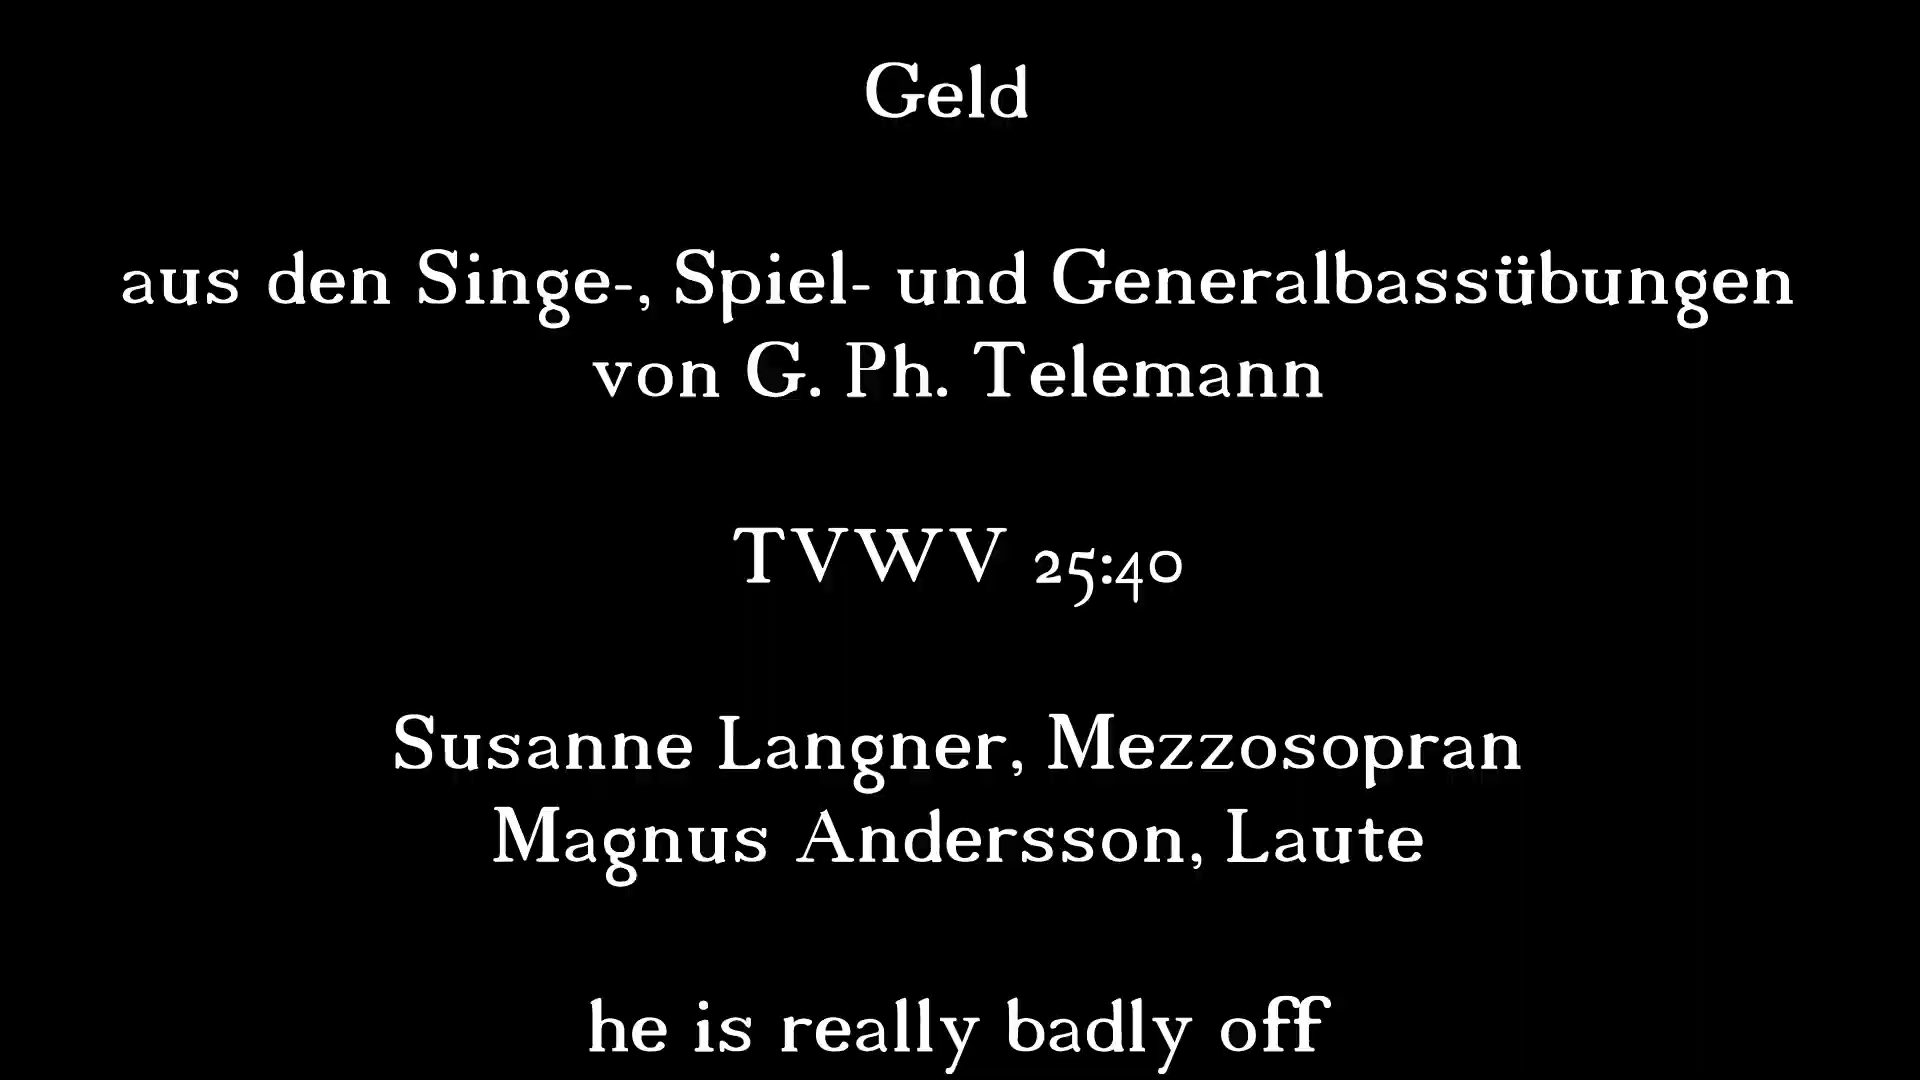 Geld
aus den Singe-, Spiel- und Generalbassübungen
von G. Ph. Telemann
TVWV 25:40
Susanne Langner, Mezzosopran
Magnus Andersson, Laute
he is really badly off